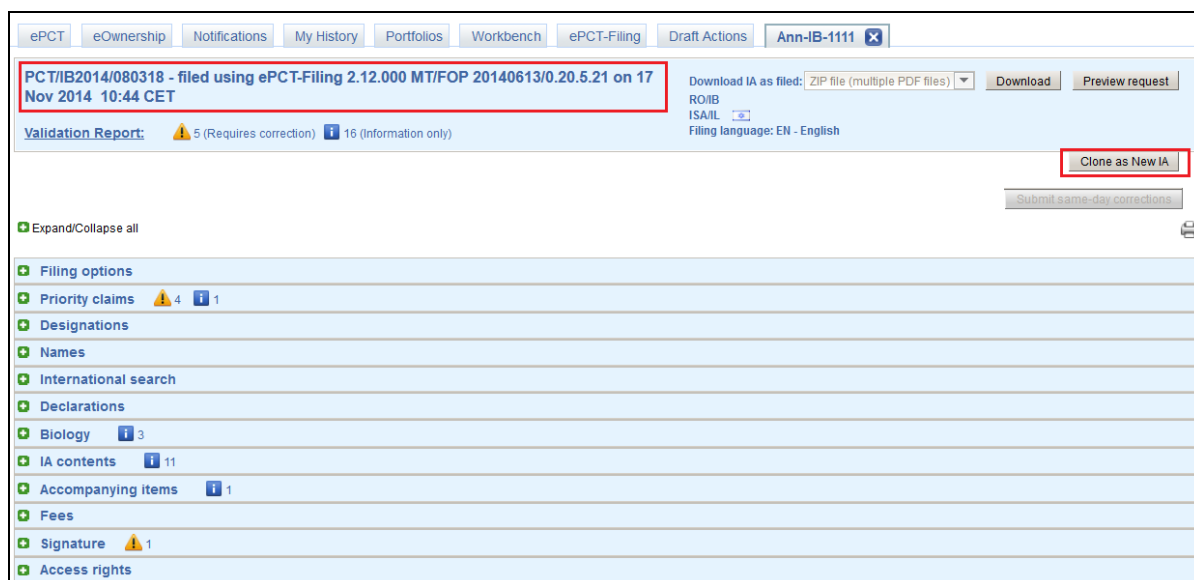 ePCT eOwnership Notifications My History Portfolios Workbench ePCT-Filing Draft Actions Ann-IB-1111
PCT/IB2014/080318 - filed using ePCT-Filing 2.12.000 MT/FOP 20140613/0.20.5.21 on 17
Nov 2014 10:44 CET
Validation Report: 5 (Requires correction) 16 (Information only)
Download IA as filed: ZIP file (multiple PDF files) Download Preview request
RO/IB
ISA/IL
Filing language: EN - English
Clone as New IA
Submit same-day corrections
Expand/Collapse all
Filing options
Priority claims 4 1
Designations
Names
International search
Declarations
Biology 3
IA contents 11
Accompanying items 1
Fees
Signature 1
Access rights